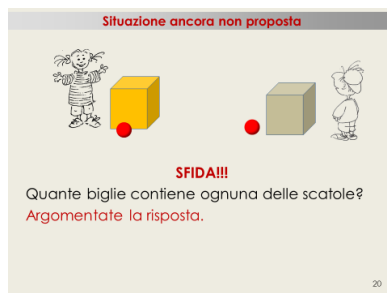 Situazione ancora non proposta
SFIDA!!!
Quante biglie contiene ognuna delle scatole?
Argomentate la risposta.
20